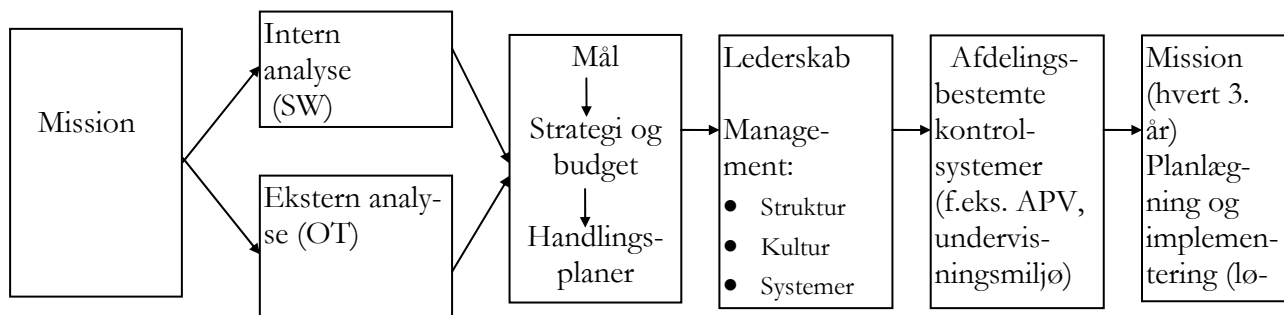 Mission
Intern
analyse
(SW)
Ekstern analy-
se (OT)
Mål
Strategi og
budget
Handlings-
planer
Lederskab
Manage-
ment:
● Struktur
● Kultur
● Systemer
Afdelings-
bestemte
kontrol-
systemer
(f.eks. APV,
undervis-
ningsmiljø)
Mission
(hvert 3.
år)
Planlæg-
ning og
implemen-
tering (lø-